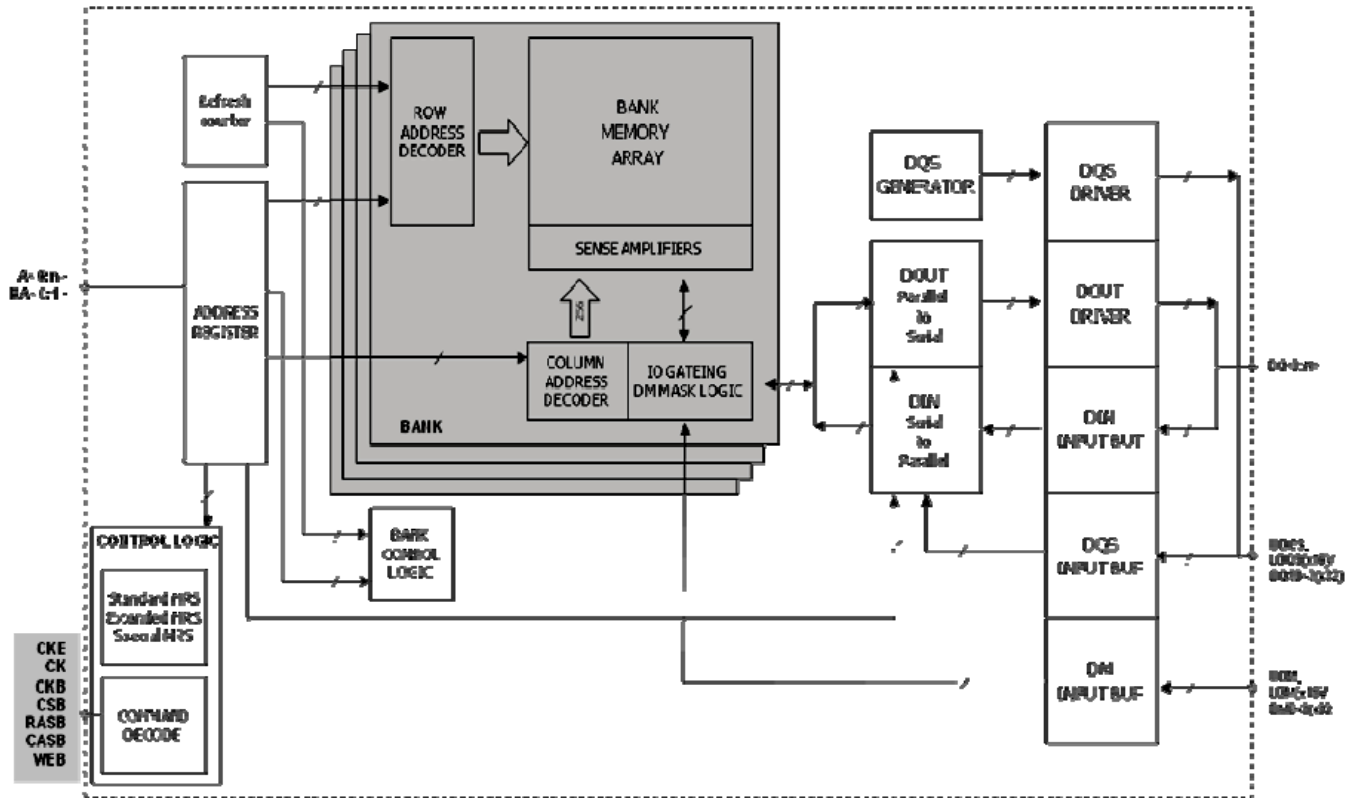 Refresh
counter
ROW
ADDRESS
DECODER
BANK
MEMORY
ARRAY
SENSE AMPLIFIERS
256
COLUMN
ADDRESS
DECODER
IO GATEING
DM MASK LOGIC
BANK
ADDRESS
REGISTER
BANK
CONTROL
LOGIC
CONTROL LOGIC
Standard MRS
Extended MRS
Special MRS
COMMAND
DECODE
CKE
CK
CKB
CSB
RASB
CASB
WEB
DQS
GENERATOR
DOUT
Parallel
to
Serial
DIN
Serial
to
Parallel
DQS
DRIVER
DOUT
DRIVER
DIN
INPUT BUT
DQS
INPUT BUF
DM
INPUT BUF